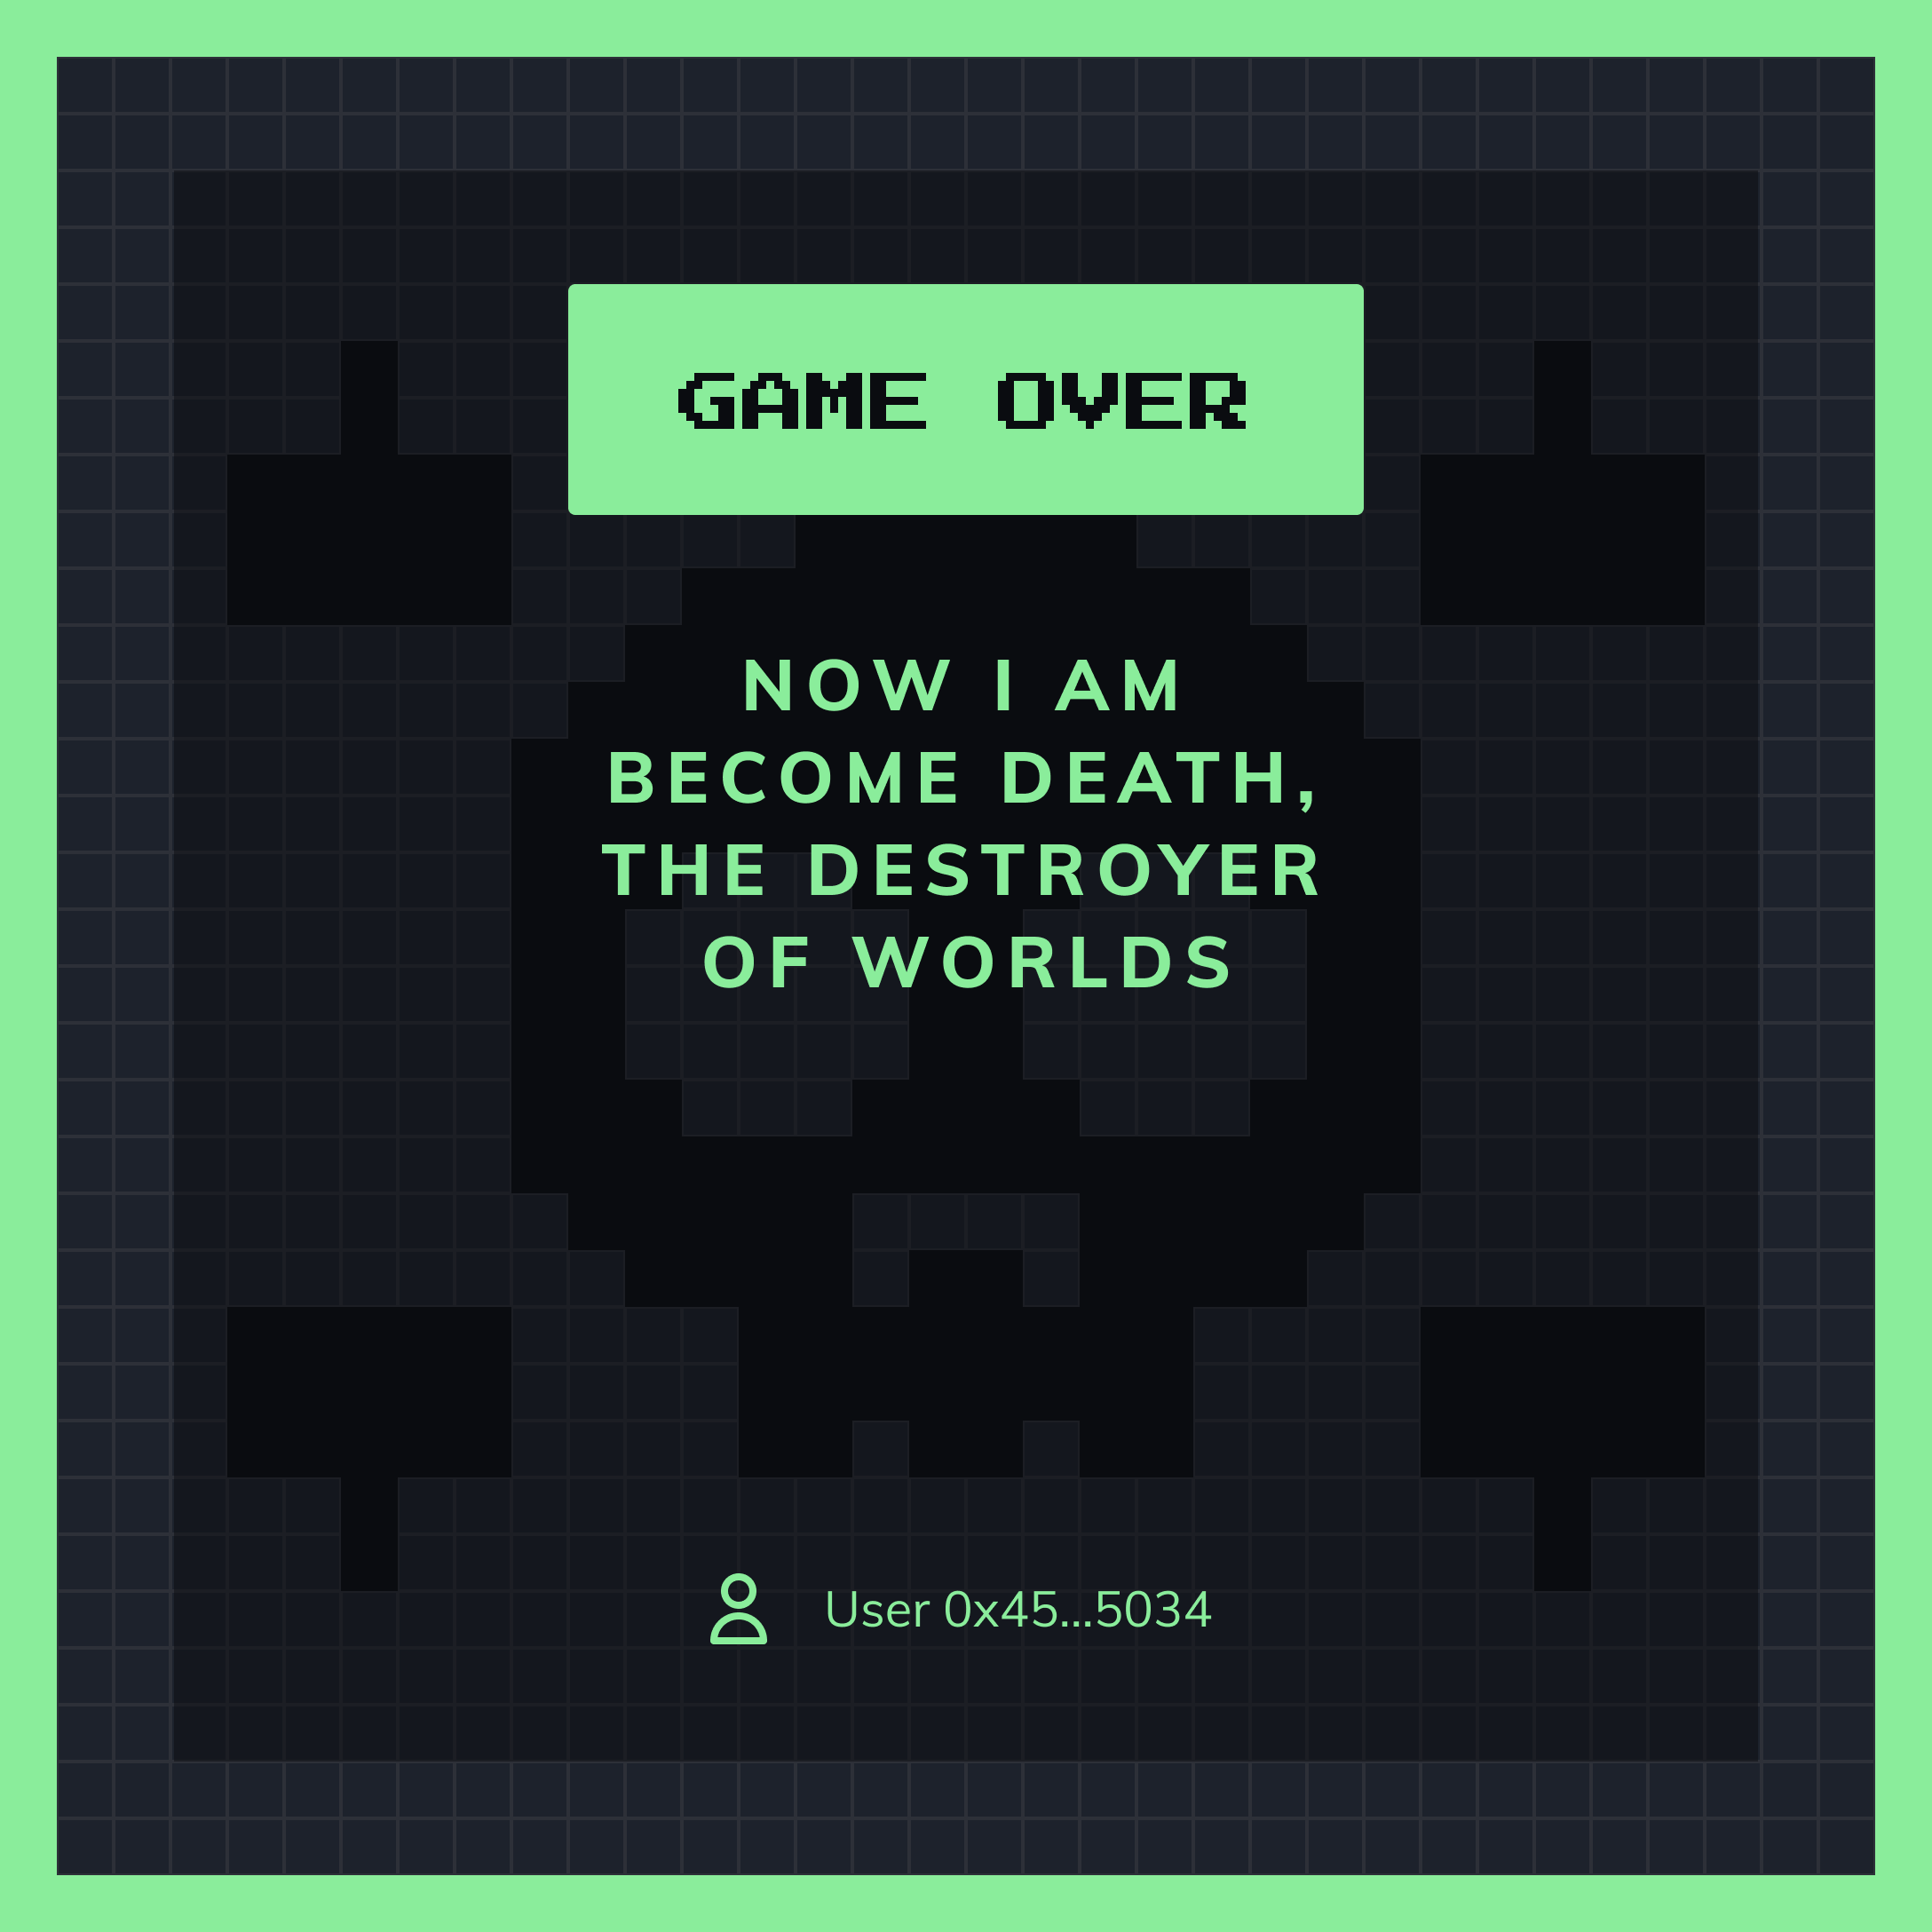 GAME OVER
NOW I AM
BECOME DEATH,
THE DESTROYER
OF WORLDS
User 0x45...5034